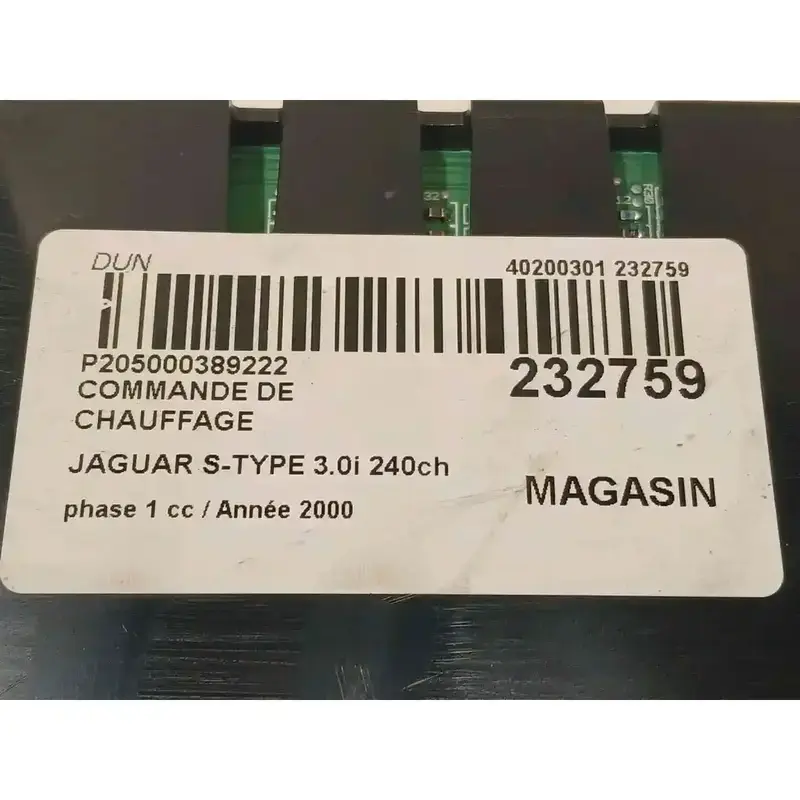 DUN
40200301 232759
P205000389222
232759
COMMANDE DE
CHAUFFAGE
JAGUAR S-TYPE 3.0i 240ch
MAGASIN
phase 1 cc / Année 2000